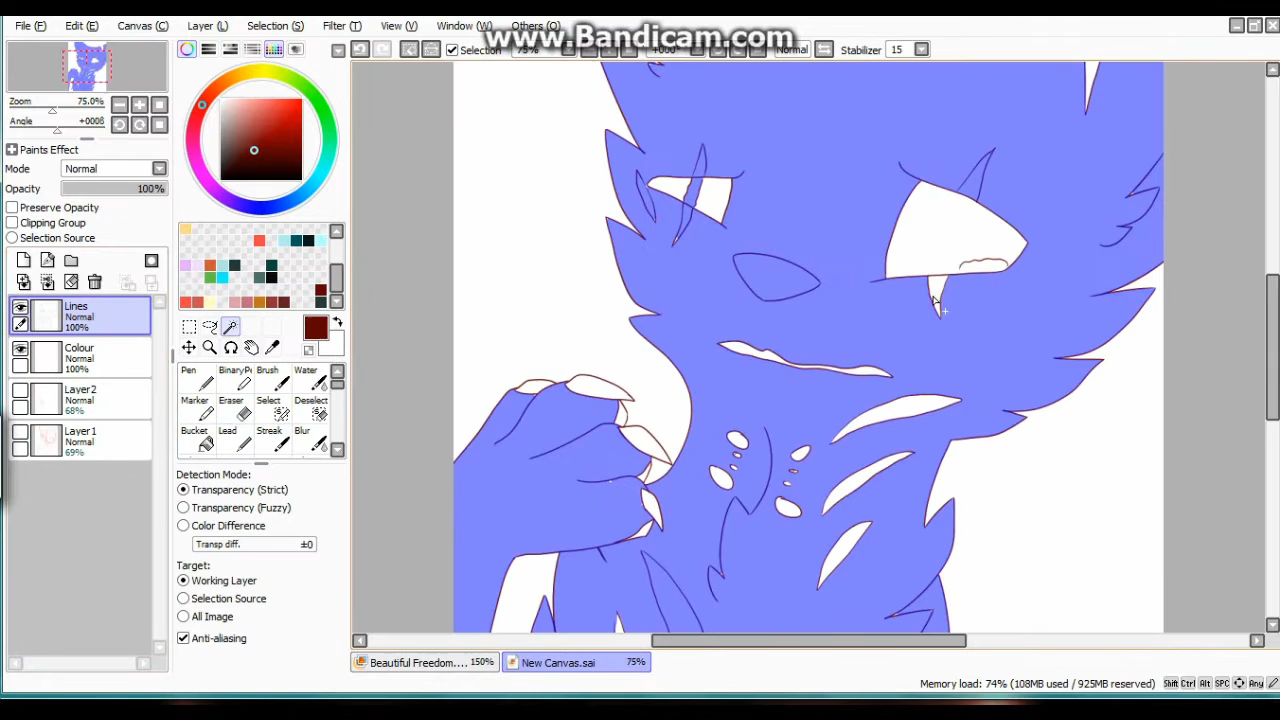 File (F) Edit (E) Canvas (C) Layer (L) Selection (S) Filter (T) View (V) Window (W) Others (O)
www.Bandicam.com
Selection 75% +000° Normal Stabilizer 15
Zoom 75.0%
Angle +000ß
Paints Effect
Mode Normal
Opacity 100%
Preserve Opacity
Clipping Group
Selection Source
Lines
Normal
100%
Colour
Normal
100%
Layer2
Normal
68%
Layer1
Normal
69%
Pen BinaryPe Brush Water
Marker Eraser Select Deselect
Bucket Lead Streak Blur
Detection Mode:
Transparency (Strict)
Transparency (Fuzzy)
Color Difference
Transp diff. ±0
Target:
Working Layer
Selection Source
All Image
Anti-aliasing
Beautiful Freedom.... 150% New Canvas.sai 75%
Memory load: 74% (108MB used / 925MB reserved) Shift Ctrl Alt SPC Any